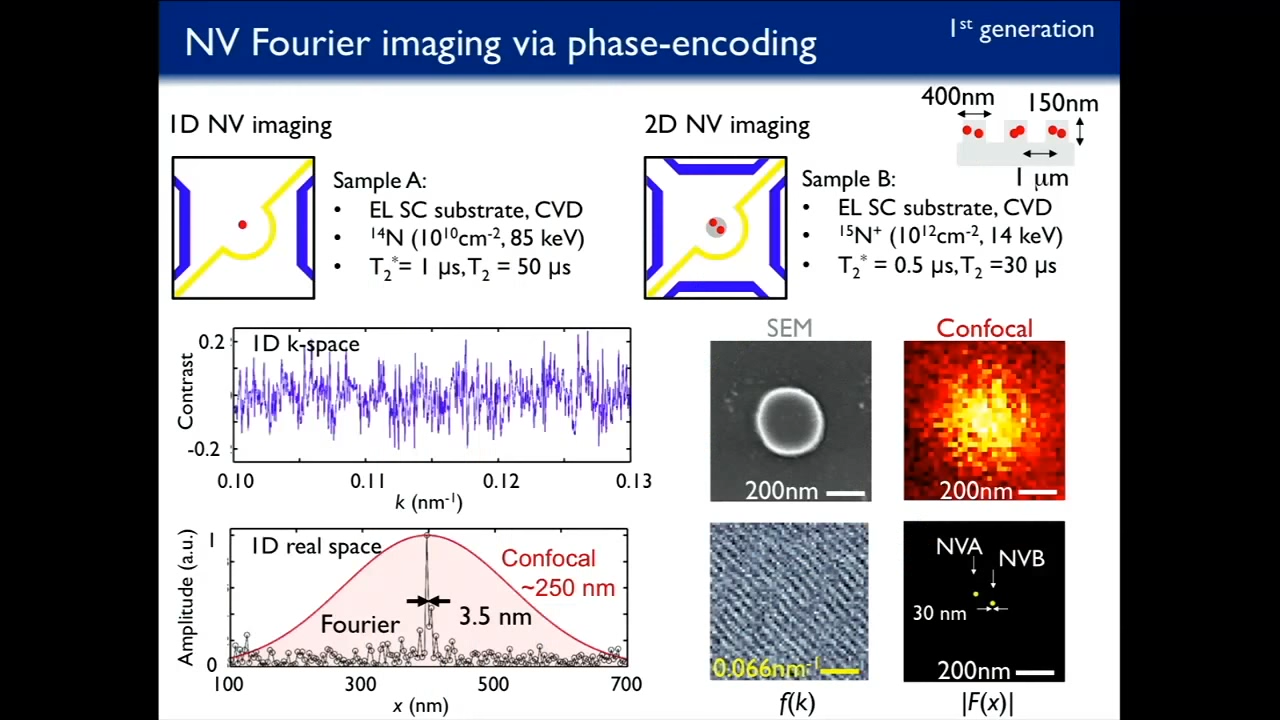 NV Fourier imaging via phase-encoding
1st generation
1D NV imaging
Sample A:
• EL SC substrate, CVD
• 14N (10^10cm^-2, 85 keV)
• T2*= 1 μs, T2 = 50 μs
2D NV imaging
400nm
150nm
1 μm
Sample B:
• EL SC substrate, CVD
• 15N+ (10^12cm^-2, 14 keV)
• T2* = 0.5 μs, T2 =30 μs
1D k-space
Contrast
0.2
-0.2
0.10 0.11 0.12 0.13
k (nm^-1)
1D real space
Amplitude (a.u.)
1
0
Confocal
~250 nm
Fourier
3.5 nm
100 300 500 700
x (nm)
SEM
200nm
Confocal
200nm
0.066nm^-1
f(k)
NVA
NVB
30 nm
200nm
|F(x)|